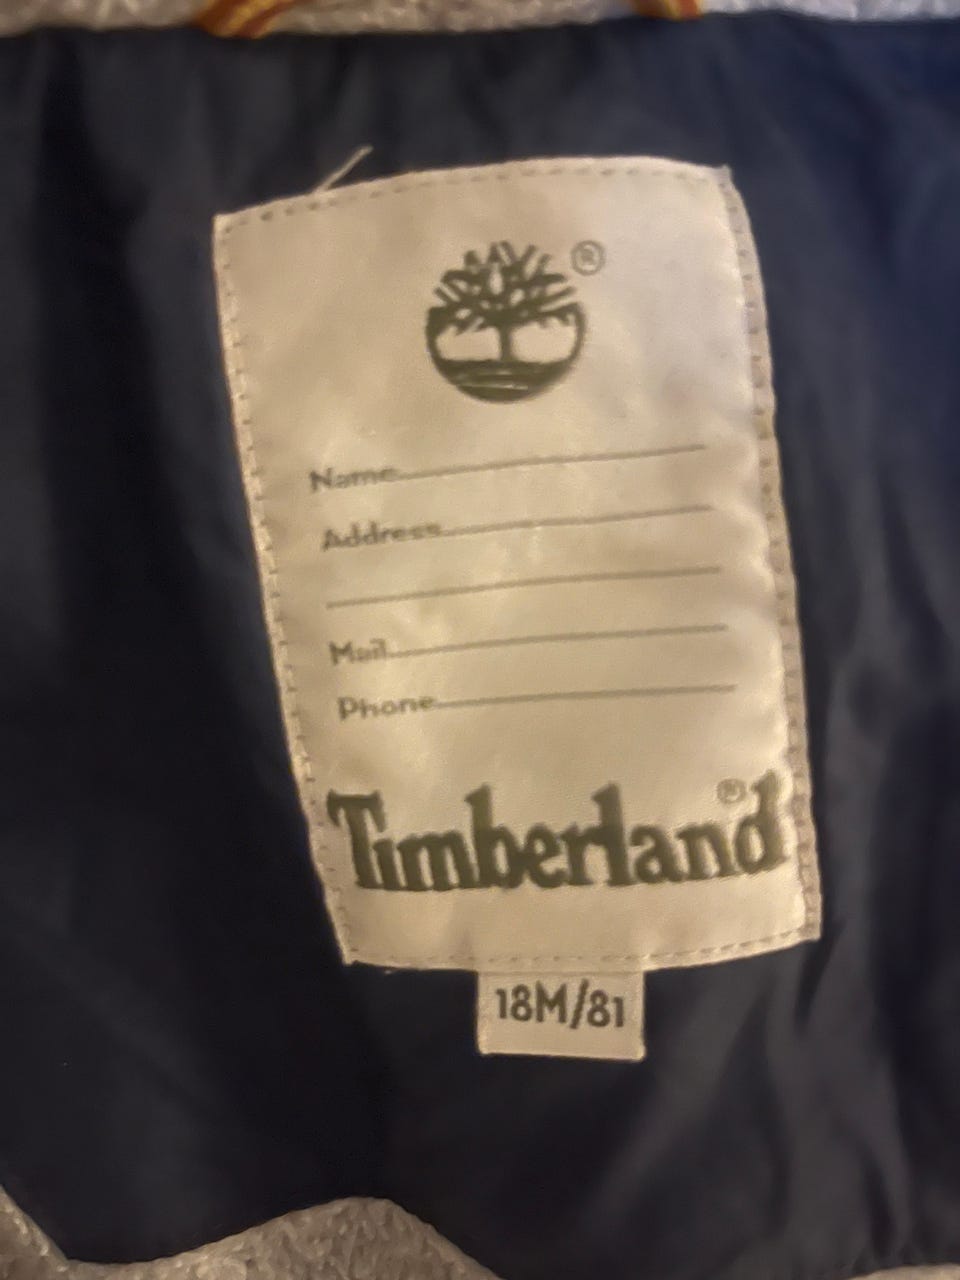 ®
Name
Address
Mail
Phone
Timberland®
18M/81